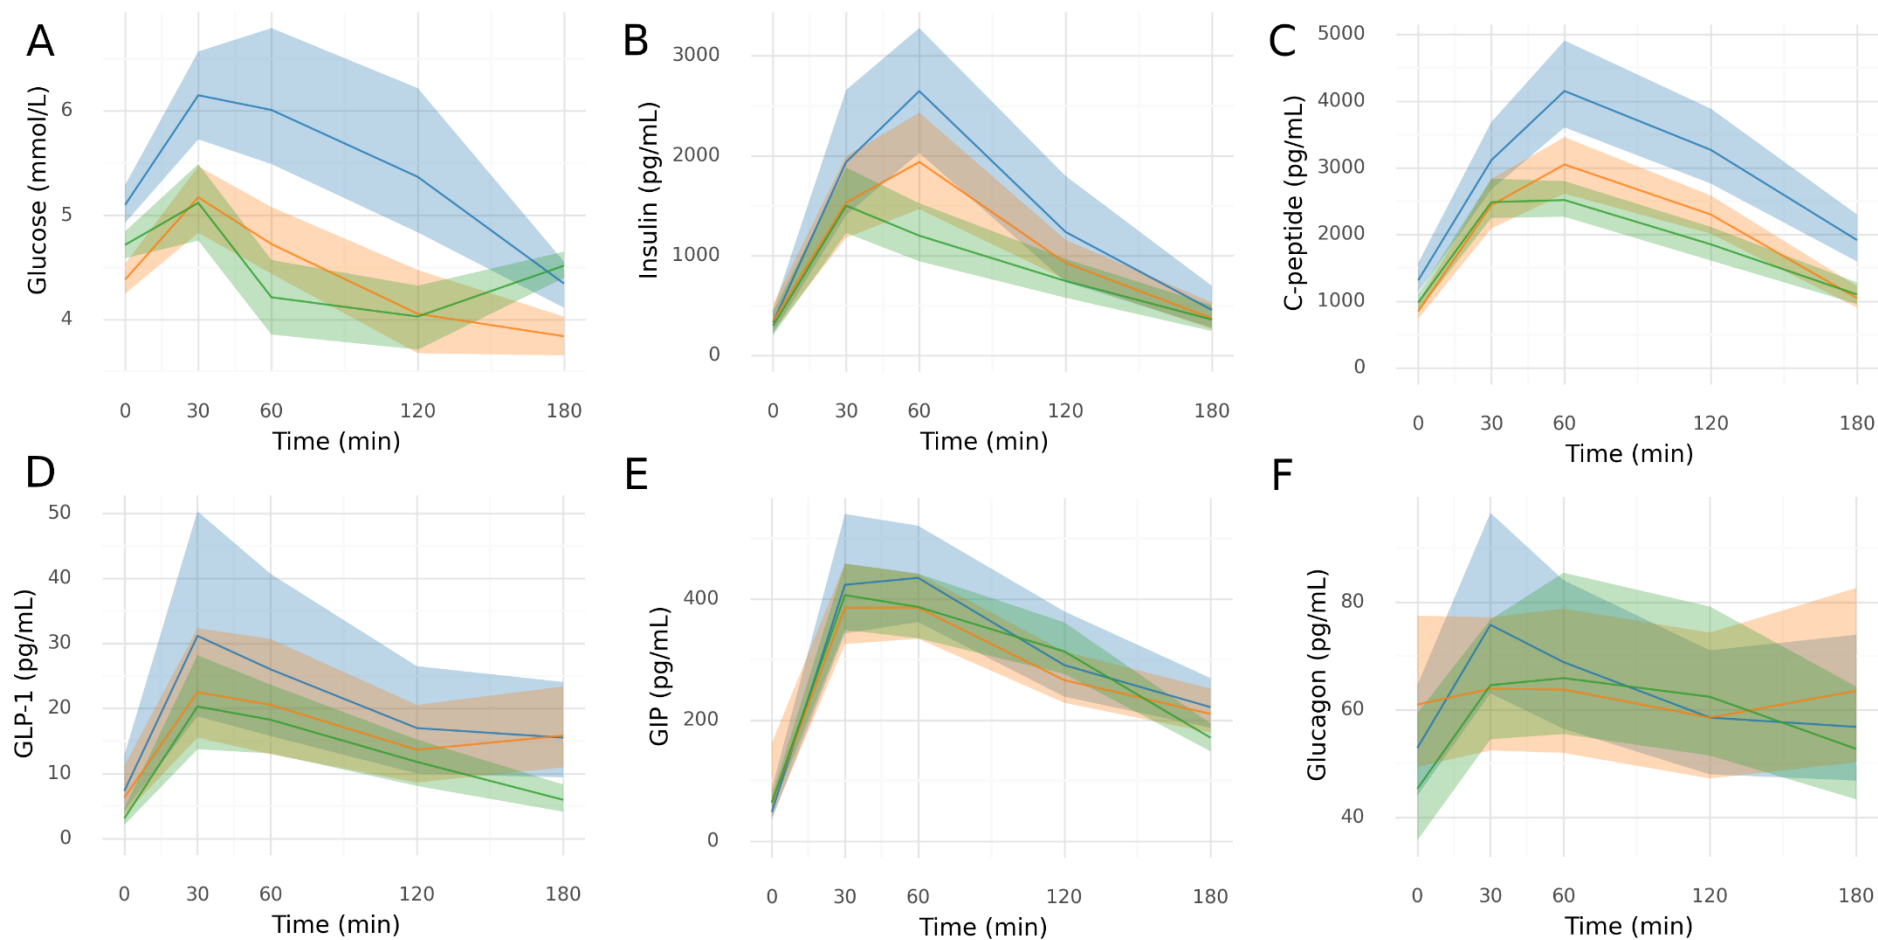 A
B
C
Glucose (mmol/L)
6
5
4
0 30 60 120 180
Time (min)
Insulin (pg/mL)
3000
2000
1000
0
0 30 60 120 180
Time (min)
C-peptide (pg/mL)
5000
4000
3000
2000
1000
0
0 30 60 120 180
Time (min)
D
E
F
GLP-1 (pg/mL)
50
40
30
20
10
0
0 30 60 120 180
Time (min)
GIP (pg/mL)
400
200
0
0 30 60 120 180
Time (min)
Glucagon (pg/mL)
80
60
40
0 30 60 120 180
Time (min)